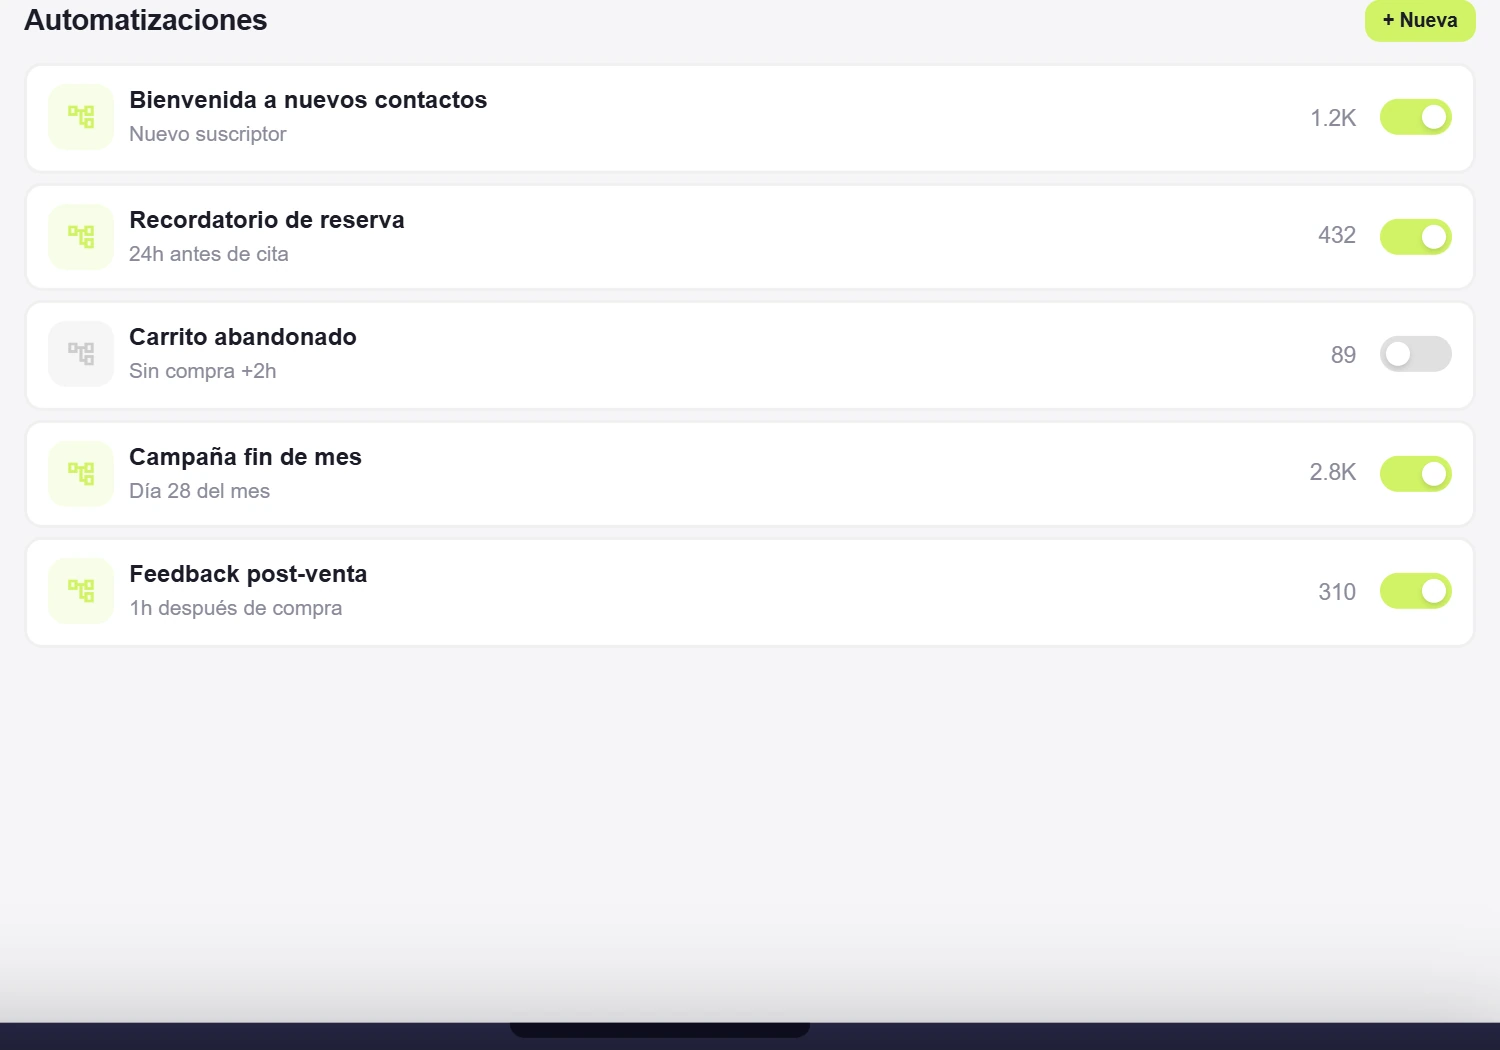 Automatizaciones
+ Nueva
Bienvenida a nuevos contactos
Nuevo suscriptor
1.2K
Recordatorio de reserva
24h antes de cita
432
Carrito abandonado
Sin compra +2h
89
Campaña fin de mes
Día 28 del mes
2.8K
Feedback post-venta
1h después de compra
310